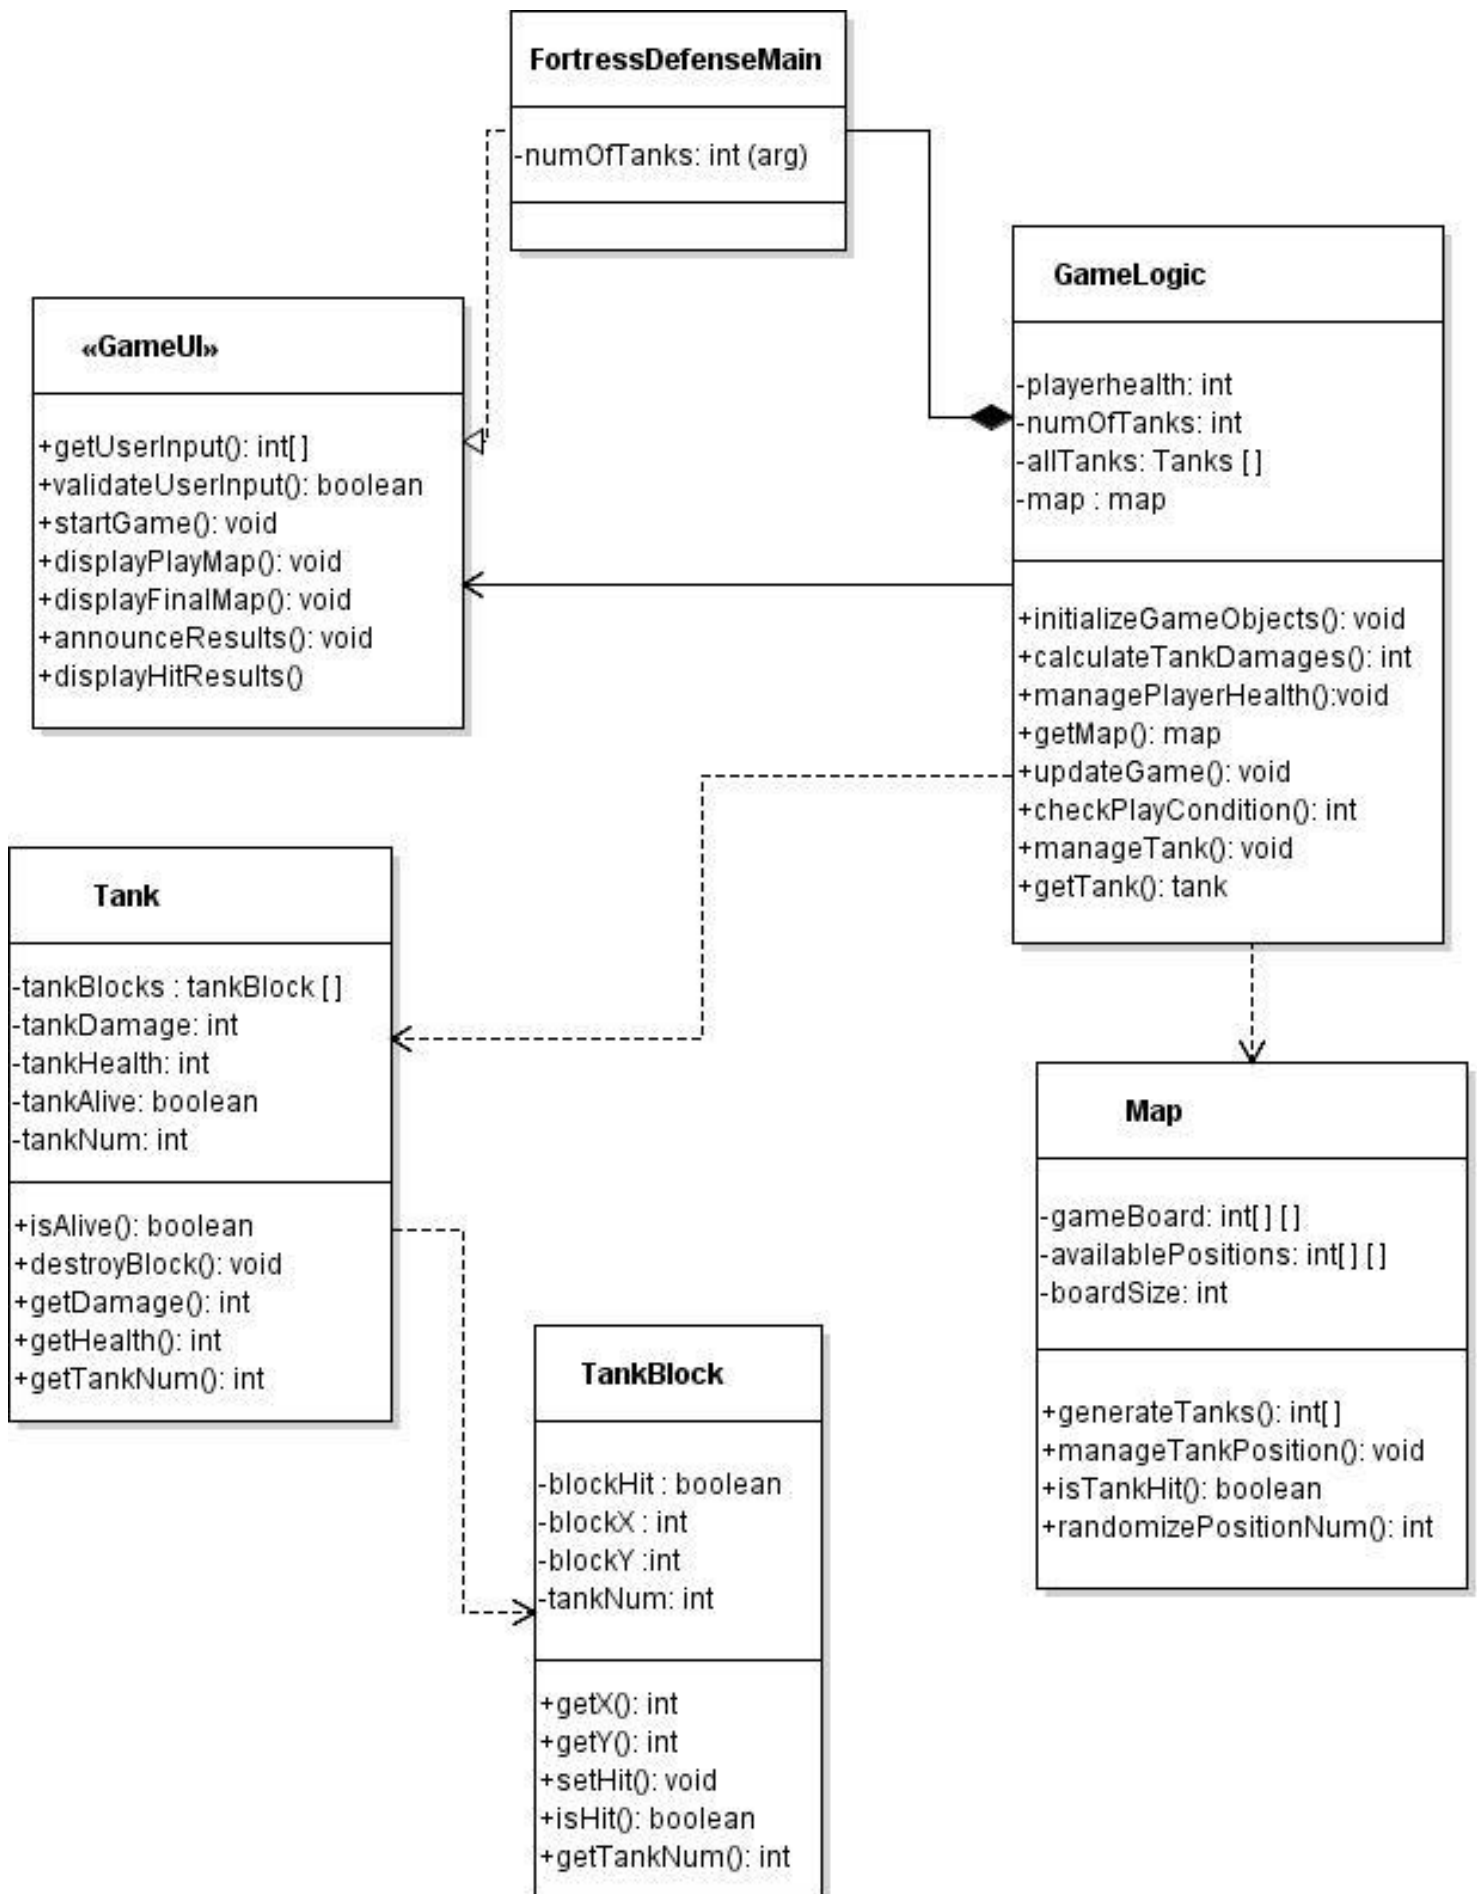 FortressDefenseMain
-numOfTanks: int (arg)
«GameUI»
+getUserInput(): int[]
+validateUserInput(): boolean
+startGame(): void
+displayPlayMap(): void
+displayFinalMap(): void
+announceResults(): void
+displayHitResults()
GameLogic
-playerhealth: int
-numOfTanks: int
-allTanks: Tanks []
-map : map
+initializeGameObjects(): void
+calculateTankDamages(): int
+managePlayerHealth():void
+getMap(): map
+updateGame(): void
+checkPlayCondition(): int
+manageTank(): void
+getTank(): tank
Tank
-tankBlocks : tankBlock []
-tankDamage: int
-tankHealth: int
-tankAlive: boolean
-tankNum: int
+isAlive(): boolean
+destroyBlock(): void
+getDamage(): int
+getHealth(): int
+getTankNum(): int
Map
-gameBoard: int[] []
-availablePositions: int[] []
-boardSize: int
+generateTanks(): int[]
+manageTankPosition(): void
+isTankHit(): boolean
+randomizePositionNum(): int
TankBlock
-blockHit : boolean
-blockX : int
-blockY :int
-tankNum: int
+getX(): int
+getY(): int
+setHit(): void
+isHit(): boolean
+getTankNum(): int